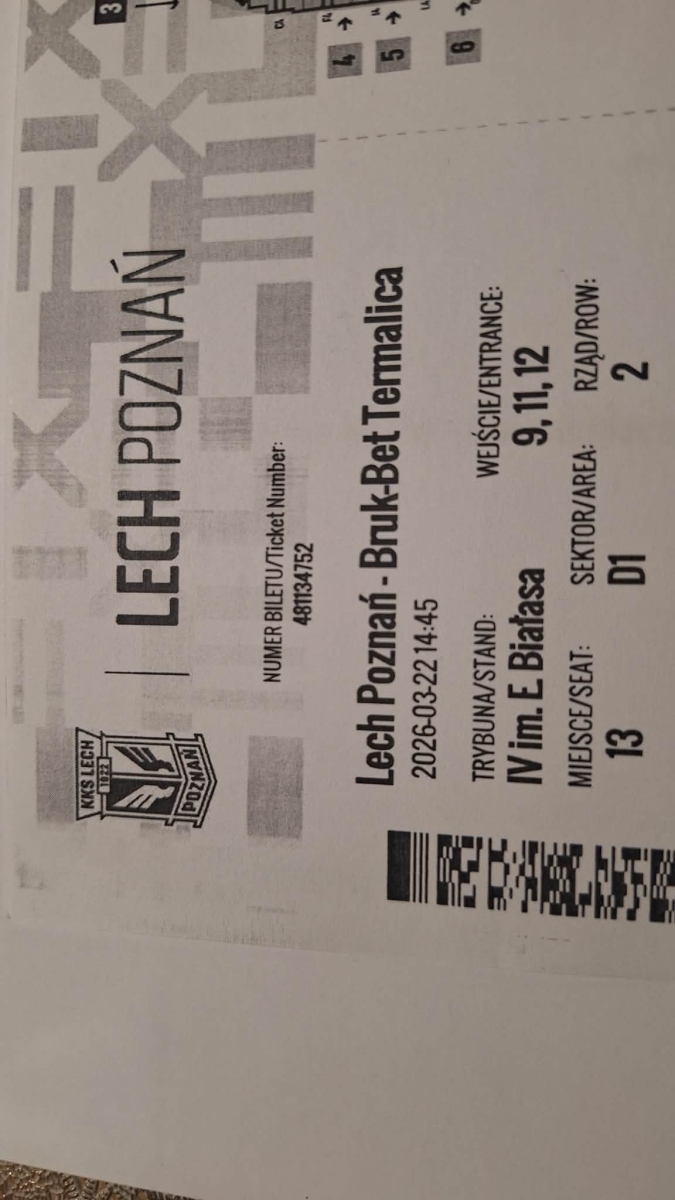 KKS LECH
1922
POZNAŃ
LECH POZNAŃ
NUMER BILETU/Ticket Number:
481134752
Lech Poznań - Bruk-Bet Termalica
2026-03-22 14:45
TRYBUNA/STAND: WEJŚCIE/ENTRANCE:
IV im. E. Białasa 9, 11, 12
MIEJSCE/SEAT: SEKTOR/AREA: RZĄD/ROW:
13 D1 2
3
4
5
6